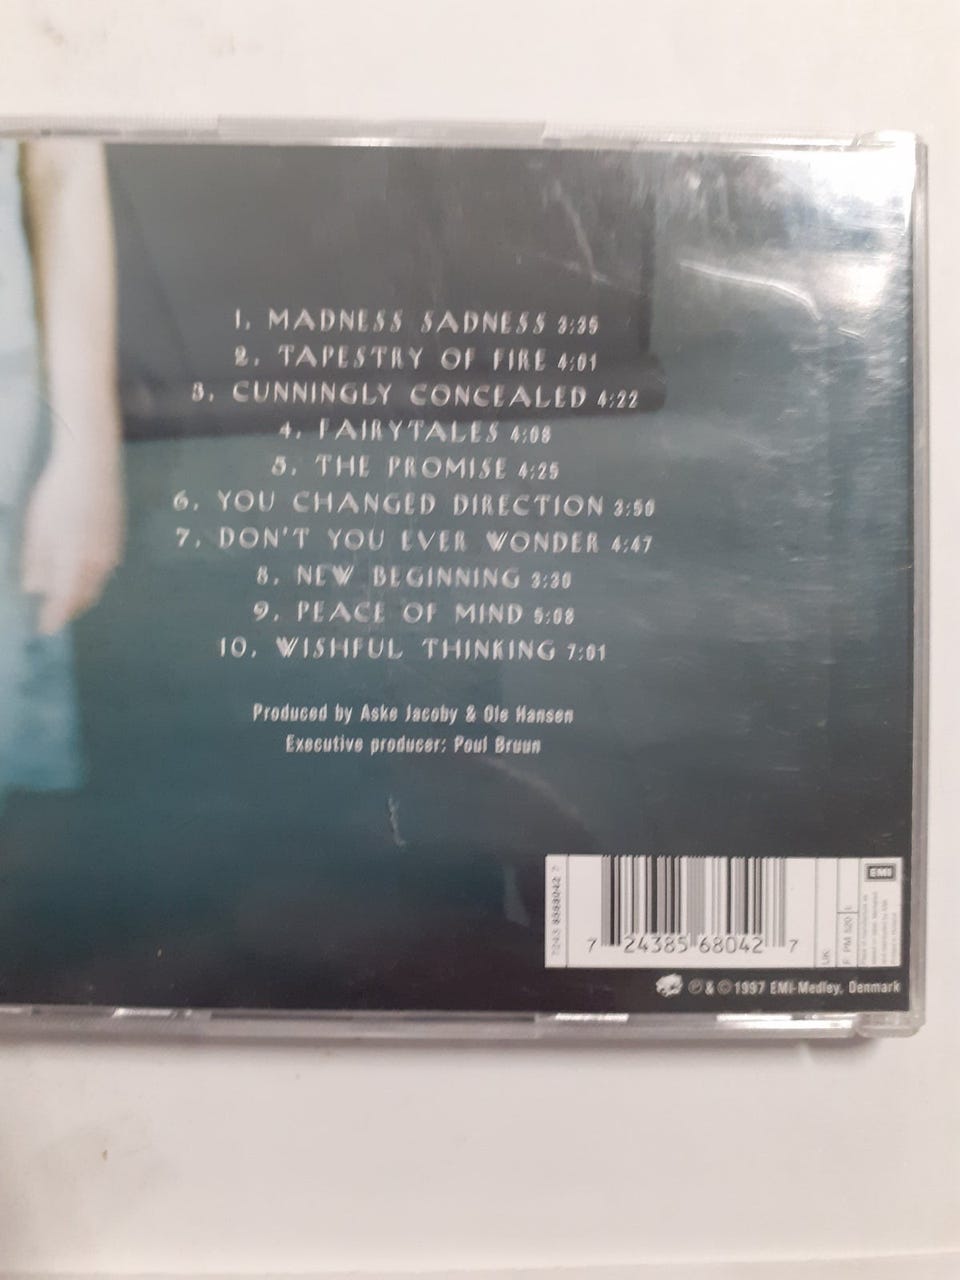 1. MADNESS SADNESS 3:35
2. TAPESTRY OF FIRE 4:01
3. CUNNINGLY CONCEALED 4:22
4. FAIRYTALES 4:08
5. THE PROMISE 4:25
6. YOU CHANGED DIRECTION 3:50
7. DON'T YOU EVER WONDER 4:47
8. NEW BEGINNING 3:30
9. PEACE OF MIND 5:08
10. WISHFUL THINKING 7:01
Produced by Aske Jacoby & Ole Hansen
Executive producer: Poul Bruun
EMI
UK:
F: PM 520
7 24385 68042 7
℗ & © 1997 EMI-Medley, Denmark